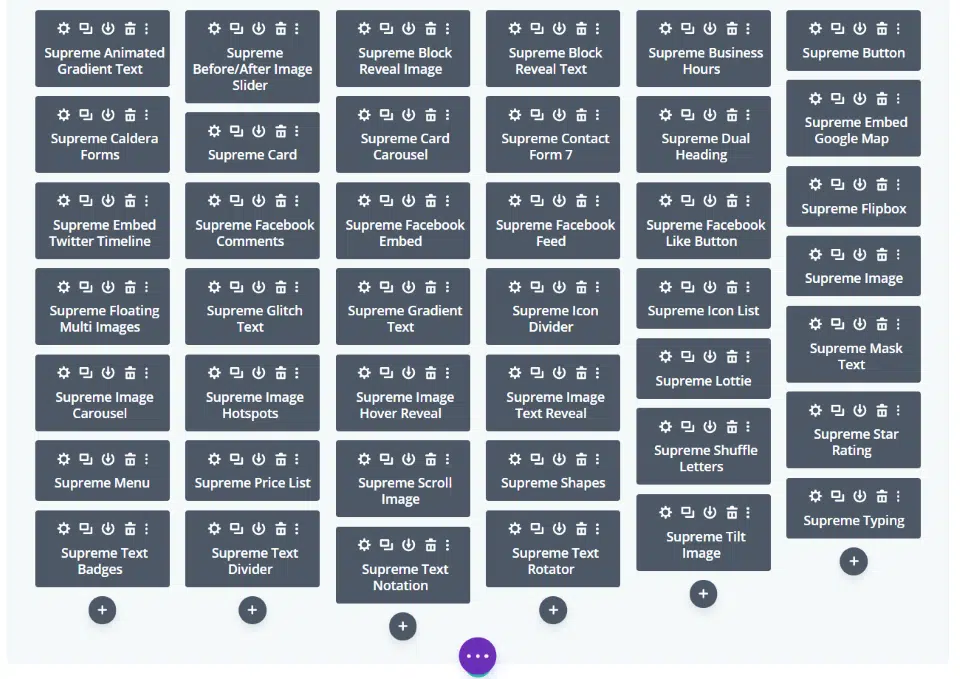 Supreme Animated
Gradient Text
Supreme
Before/After Image
Slider
Supreme Block
Reveal Image
Supreme Block
Reveal Text
Supreme Business
Hours
Supreme Button
Supreme Caldera
Forms
Supreme Card
Supreme Card
Carousel
Supreme Contact
Form 7
Supreme Dual
Heading
Supreme Embed
Google Map
Supreme Embed
Twitter Timeline
Supreme Facebook
Comments
Supreme Facebook
Embed
Supreme Facebook
Feed
Supreme Facebook
Like Button
Supreme Flipbox
Supreme Floating
Multi Images
Supreme Glitch
Text
Supreme Gradient
Text
Supreme Icon
Divider
Supreme Icon List
Supreme Image
Supreme Image
Carousel
Supreme Image
Hotspots
Supreme Image
Hover Reveal
Supreme Image
Text Reveal
Supreme Lottie
Supreme Mask
Text
Supreme Menu
Supreme Price List
Supreme Scroll
Image
Supreme Shapes
Supreme Shuffle
Letters
Supreme Star
Rating
Supreme Text
Badges
Supreme Text
Divider
Supreme Text
Notation
Supreme Text
Rotator
Supreme Tilt
Image
Supreme Typing